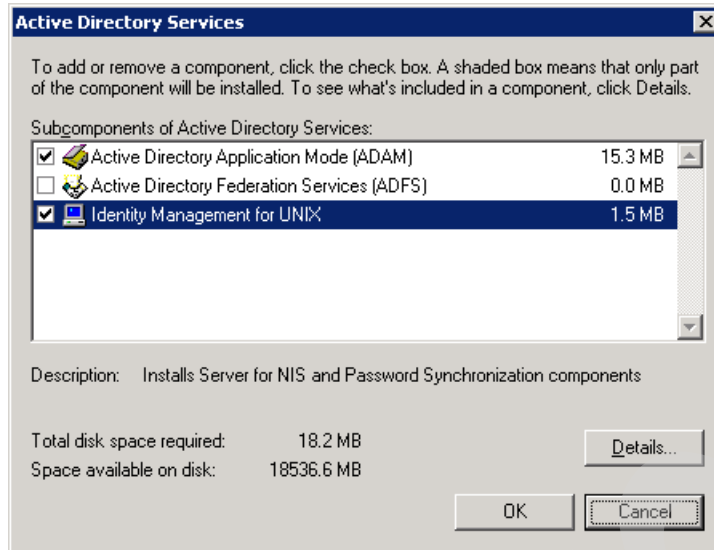 Active Directory Services
To add or remove a component, click the check box. A shaded box means that only part
of the component will be installed. To see what's included in a component, click Details.
Subcomponents of Active Directory Services:
Active Directory Application Mode (ADAM) 15.3 MB
Active Directory Federation Services (ADFS) 0.0 MB
Identity Management for UNIX 1.5 MB
Description: Installs Server for NIS and Password Synchronization components
Total disk space required: 18.2 MB
Details...
Space available on disk: 18536.6 MB
OK Cancel